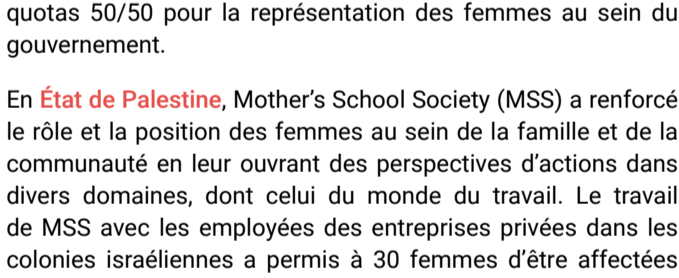 quotas 50/50 pour la représentation des femmes au sein du
gouvernement.
En État de Palestine, Mother’s School Society (MSS) a renforcé
le rôle et la position des femmes au sein de la famille et de la
communauté en leur ouvrant des perspectives d’actions dans
divers domaines, dont celui du monde du travail. Le travail
de MSS avec les employées des entreprises privées dans les
colonies israéliennes a permis à 30 femmes d’être affectées